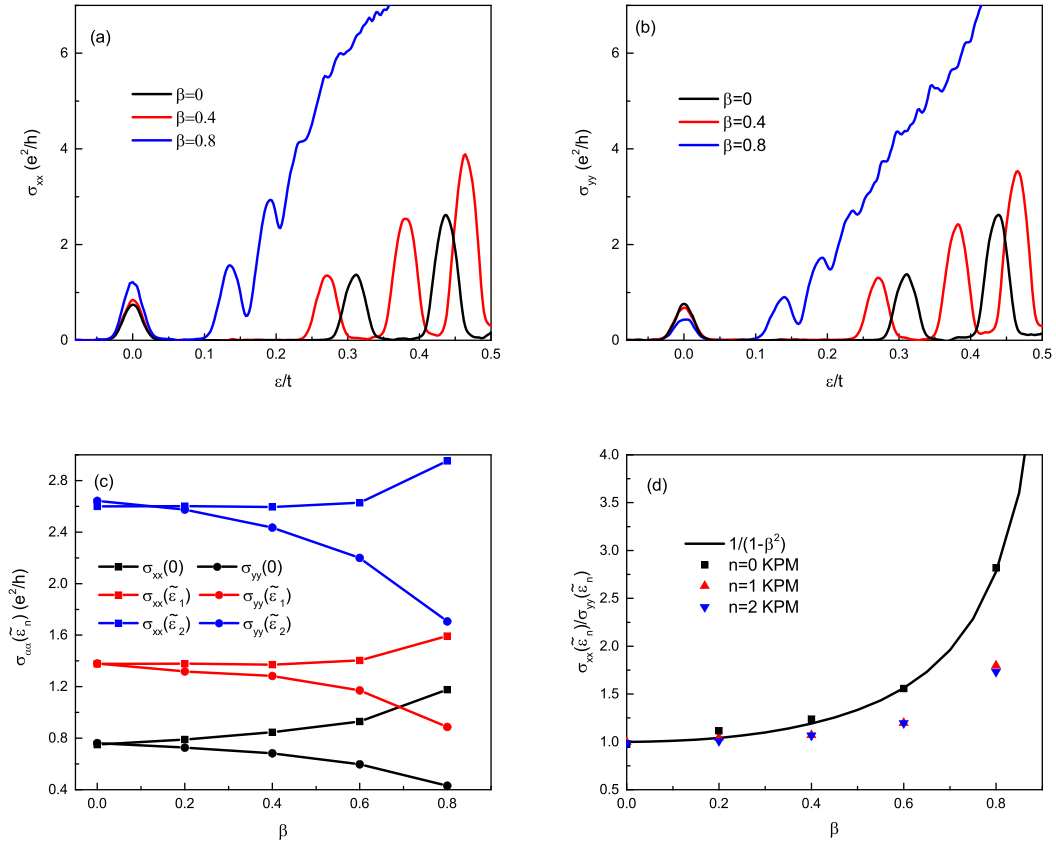 (a)
β=0
β=0.4
β=0.8
σxx (e²/h)
6
4
2
0
0.0 0.1 0.2 0.3 0.4 0.5
ε/t
(b)
β=0
β=0.4
β=0.8
σyy (e²/h)
6
4
2
0
0.0 0.1 0.2 0.3 0.4 0.5
ε/t
(c)
σxx(0) σyy(0)
σxx(ε̃1) σyy(ε̃1)
σxx(ε̃2) σyy(ε̃2)
σαα(ε̃n) (e²/h)
2.8
2.4
2.0
1.6
1.2
0.8
0.4
0.0 0.2 0.4 0.6 0.8
β
(d)
1/(1-β²)
n=0 KPM
n=1 KPM
n=2 KPM
σxx(ε̃n)/σyy(ε̃n)
4.0
3.5
3.0
2.5
2.0
1.5
1.0
0.5
0.0 0.2 0.4 0.6 0.8
β